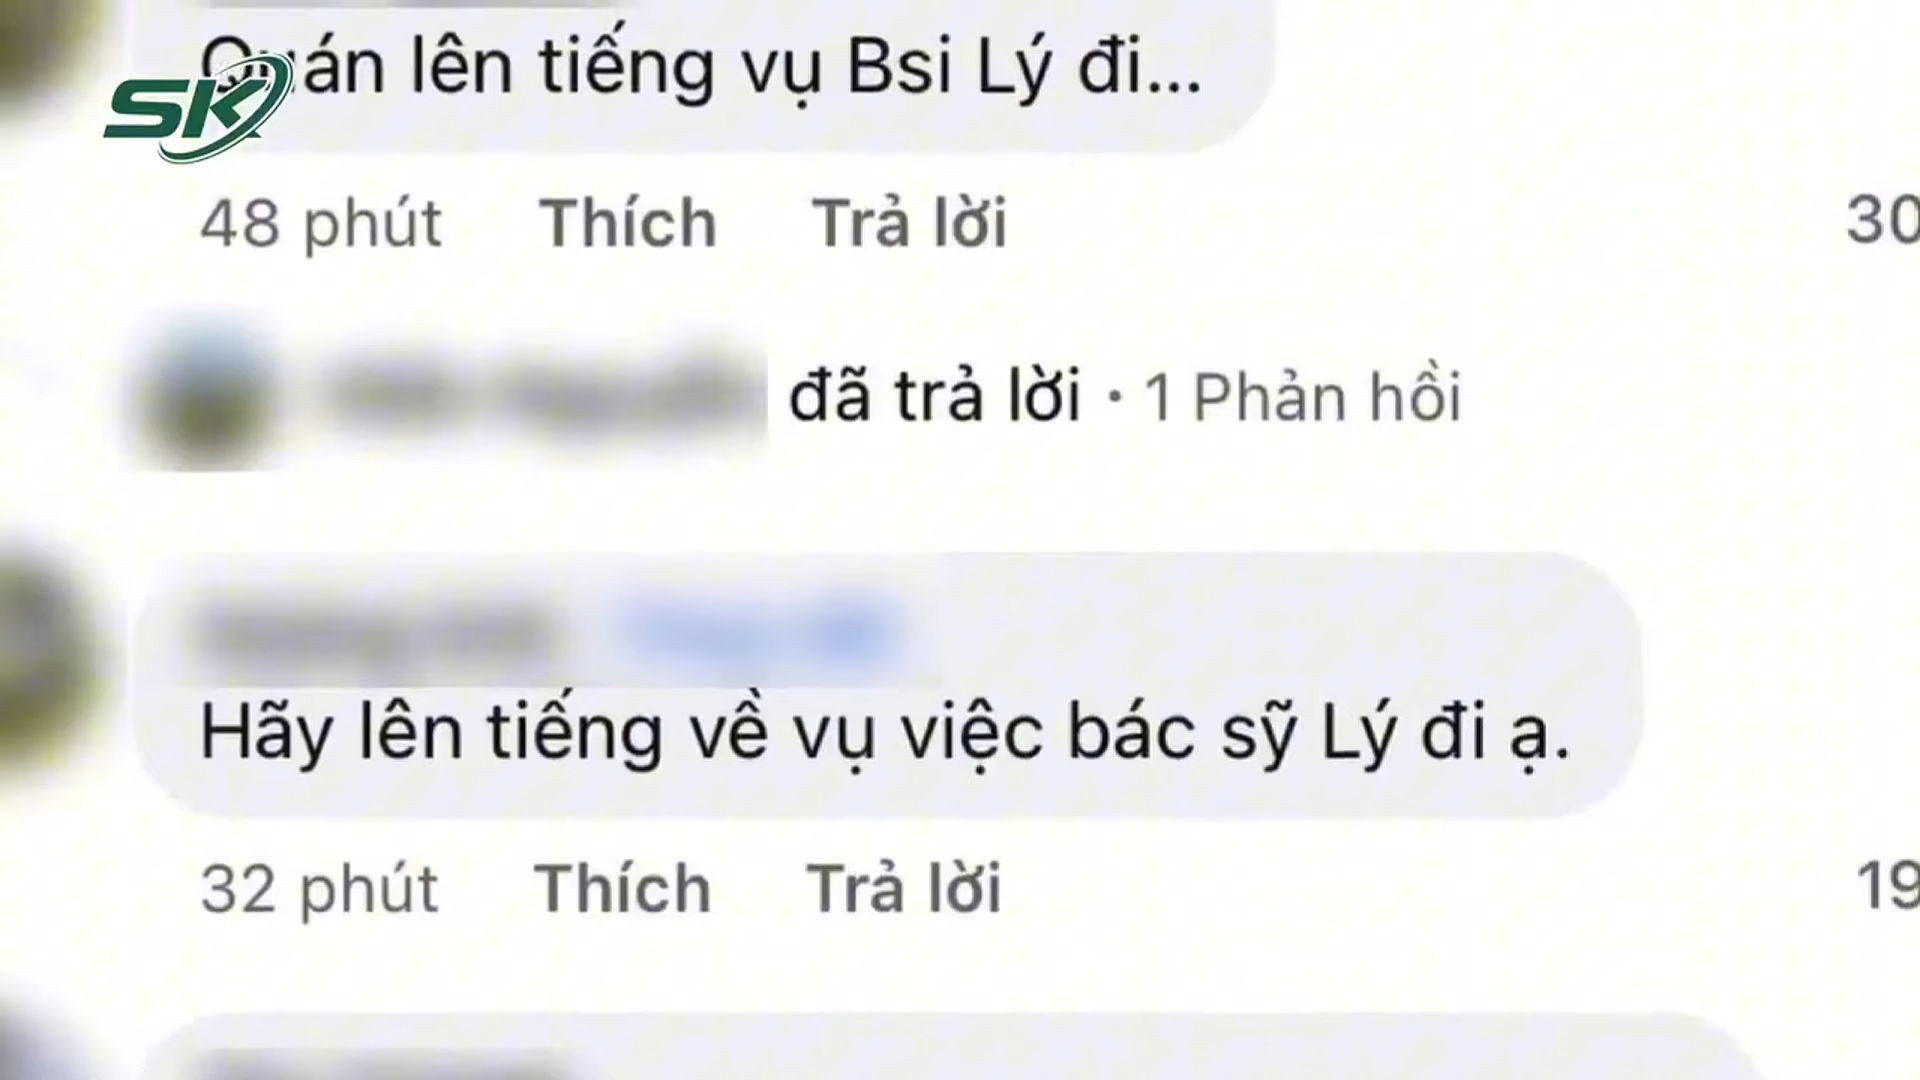 Quán lên tiếng vụ Bsi Lý đi...
SK
48 phút Thích Trả lời 30
đã trả lời · 1 Phản hồi
Hãy lên tiếng về vụ việc bác sỹ Lý đi ạ.
32 phút Thích Trả lời 19